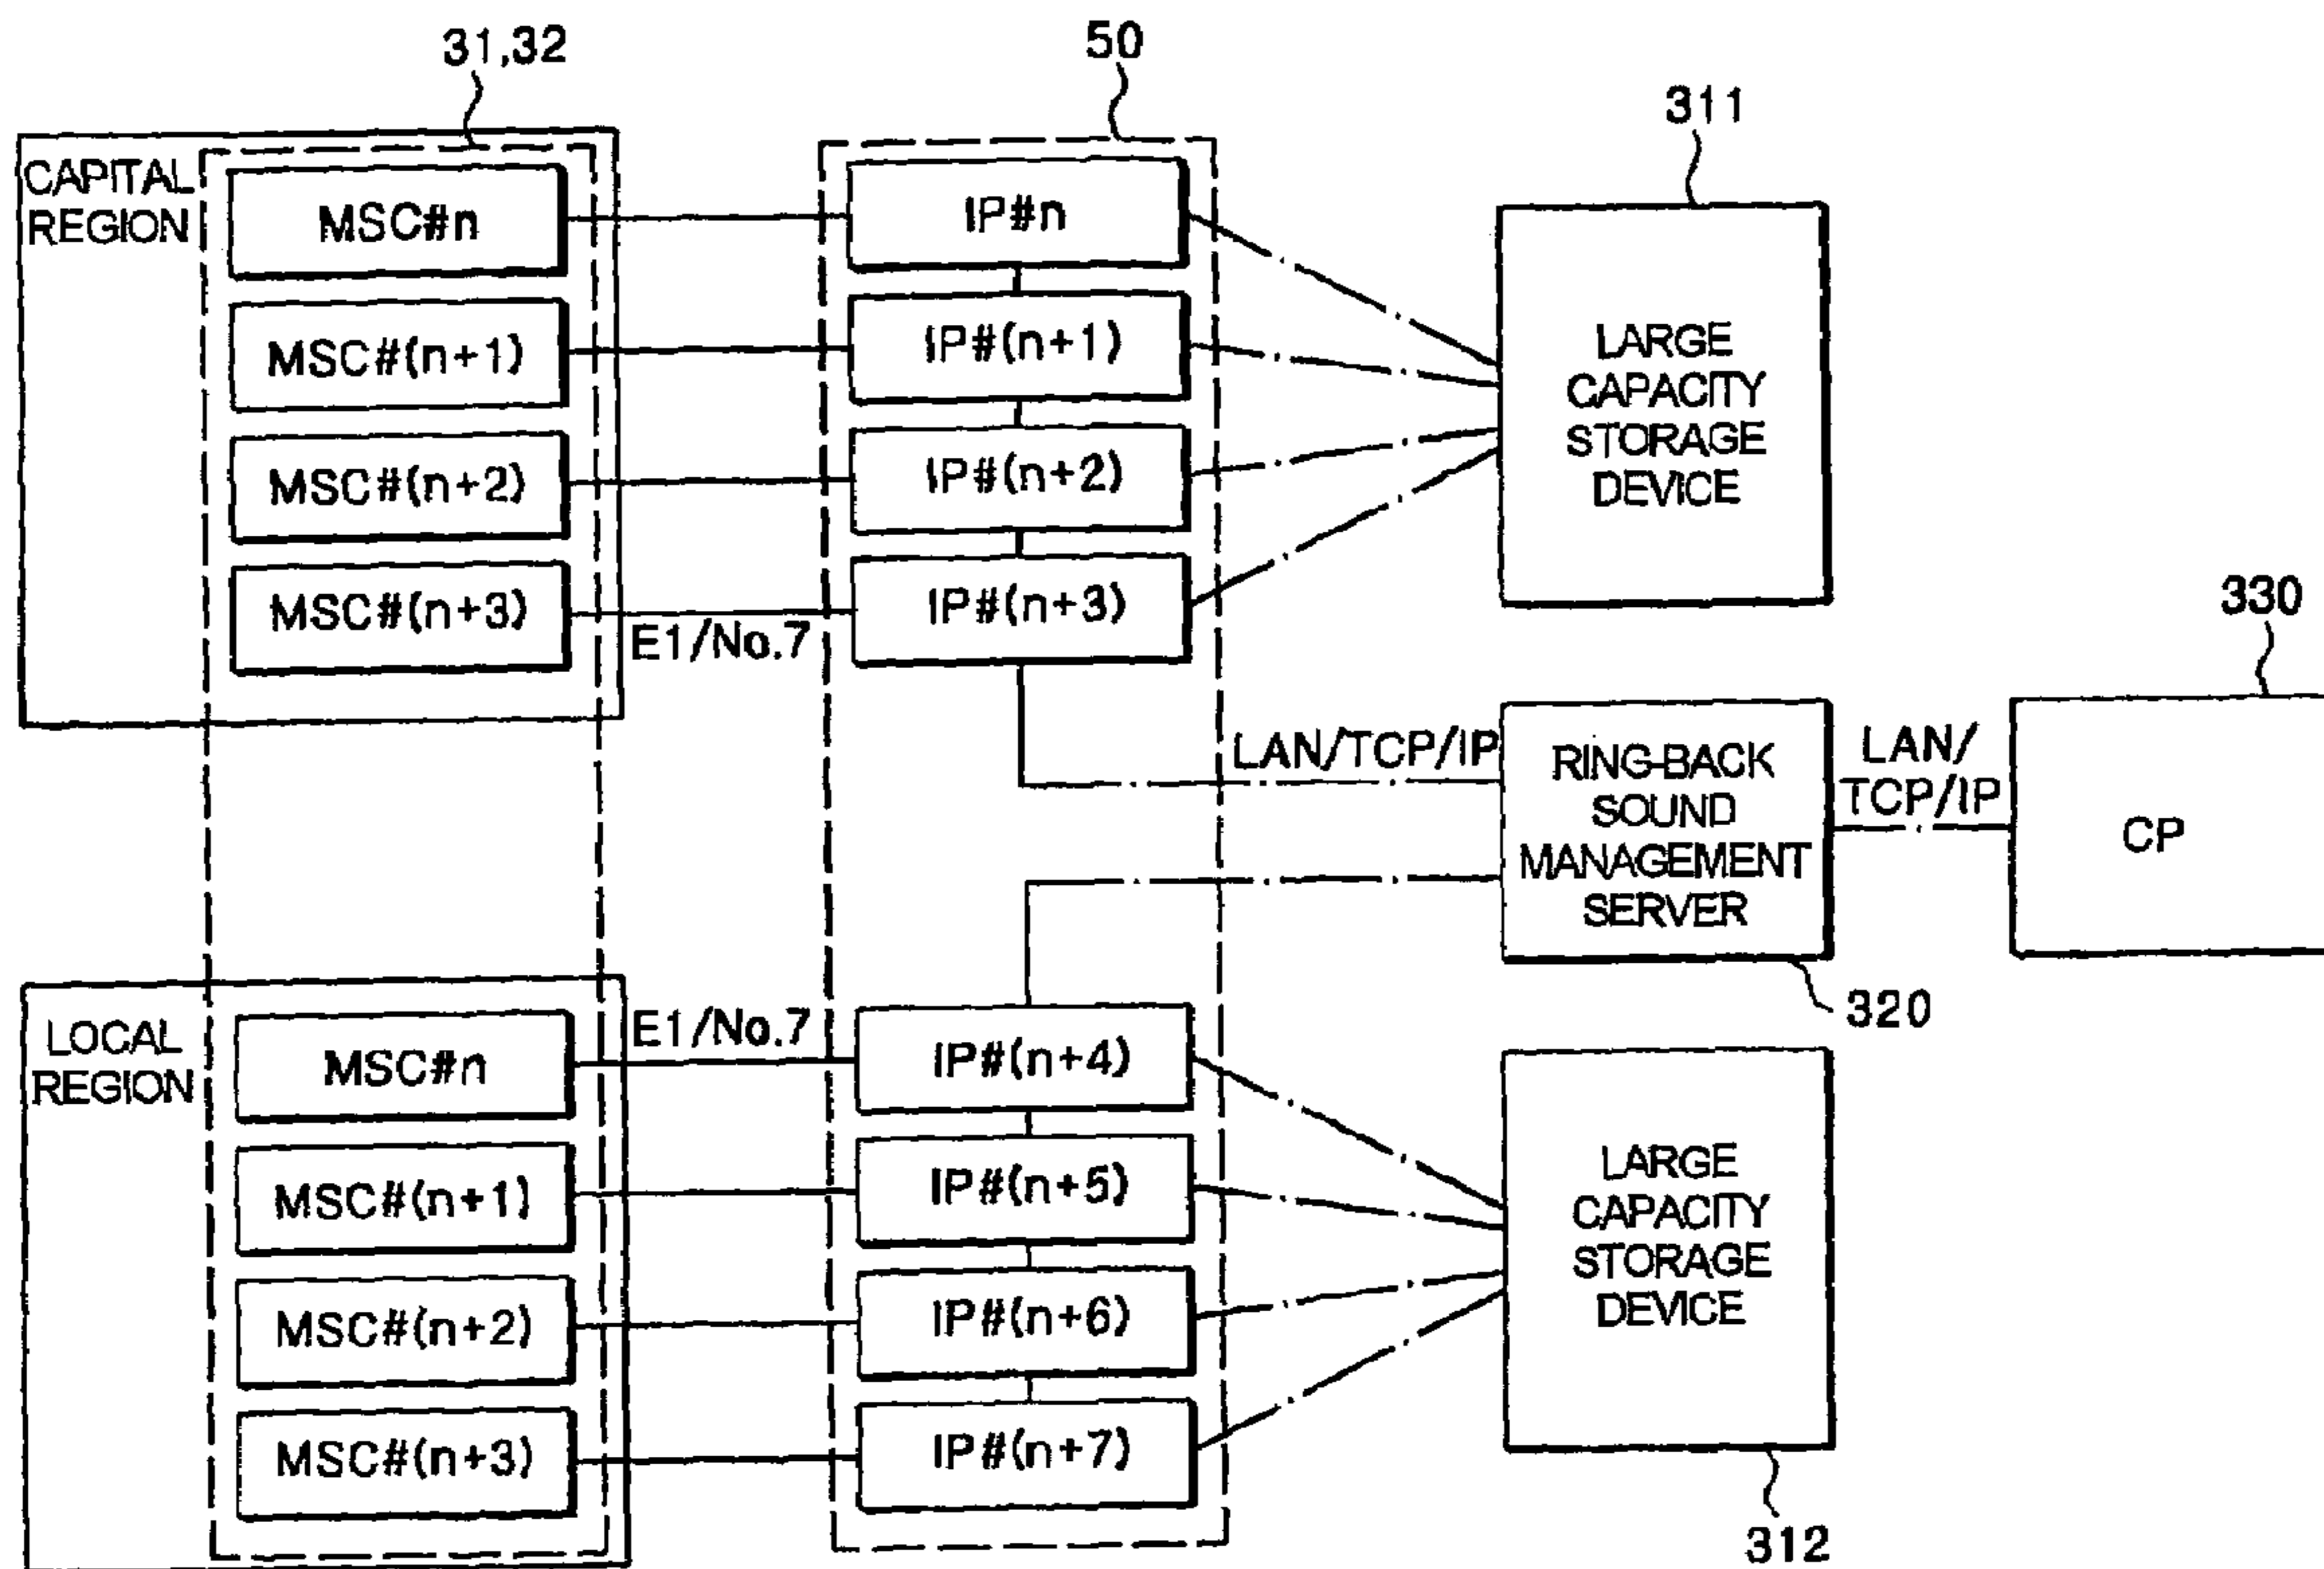 31,32
50
311
CAPITAL
REGION
MSC#n
IP#n
MSC#(n+1)
IP#(n+1)
LARGE
CAPACITY
STORAGE
DEVICE
MSC#(n+2)
IP#(n+2)
MSC#(n+3)
E1/No.7
IP#(n+3)
330
LAN/TCP/IP
RING-BACK
SOUND
MANAGEMENT
SERVER
LAN/
TCP/IP
CP
320
LOCAL
REGION
MSC#n
E1/No.7
IP#(n+4)
MSC#(n+1)
IP#(n+5)
LARGE
CAPACITY
STORAGE
DEVICE
MSC#(n+2)
IP#(n+6)
MSC#(n+3)
IP#(n+7)
312